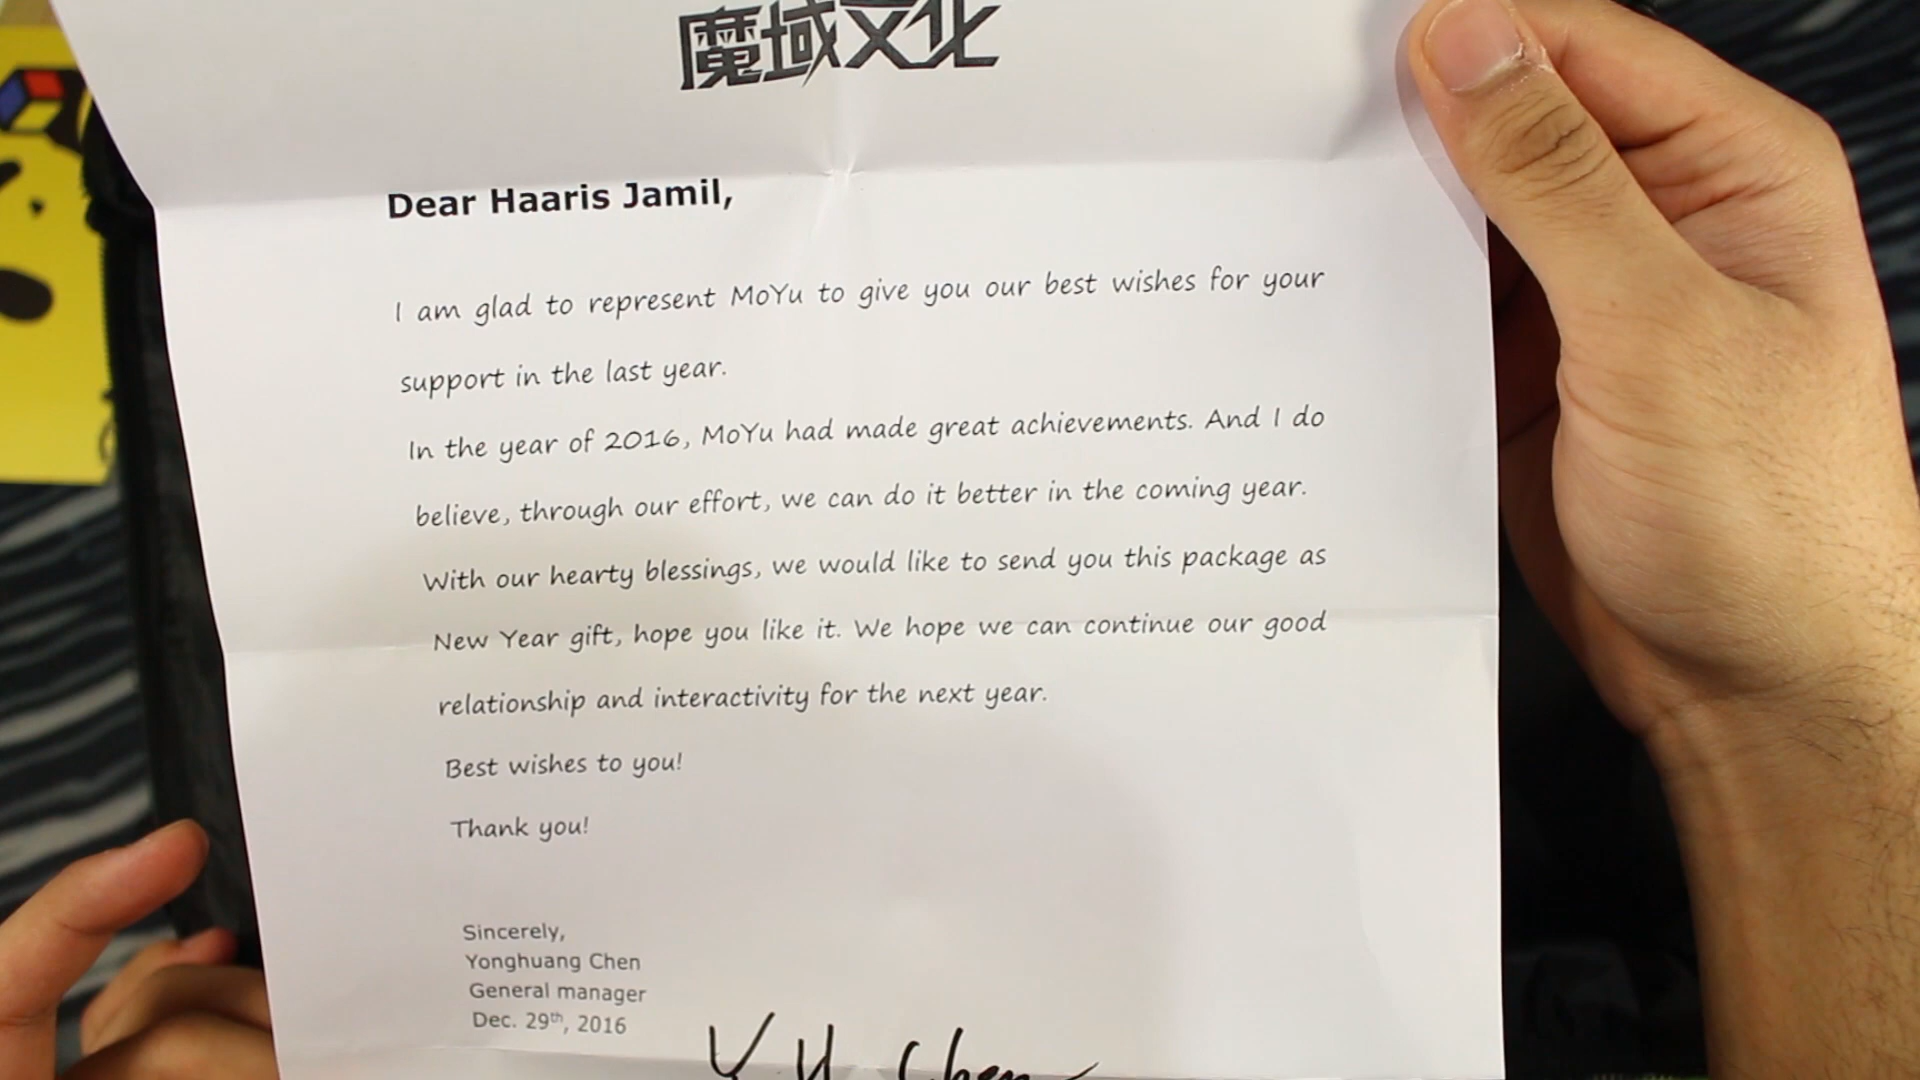 魔域文化
Dear Haaris Jamil,
I am glad to represent MoYu to give you our best wishes for your
support in the last year.
In the year of 2016, MoYu had made great achievements. And I do
believe, through our effort, we can do it better in the coming year.
With our hearty blessings, we would like to send you this package as
New Year gift, hope you like it. We hope we can continue our good
relationship and interactivity for the next year.
Best wishes to you!
Thank you!
Sincerely,
Yonghuang Chen
General manager
Dec. 29th, 2016
Y.H Chen